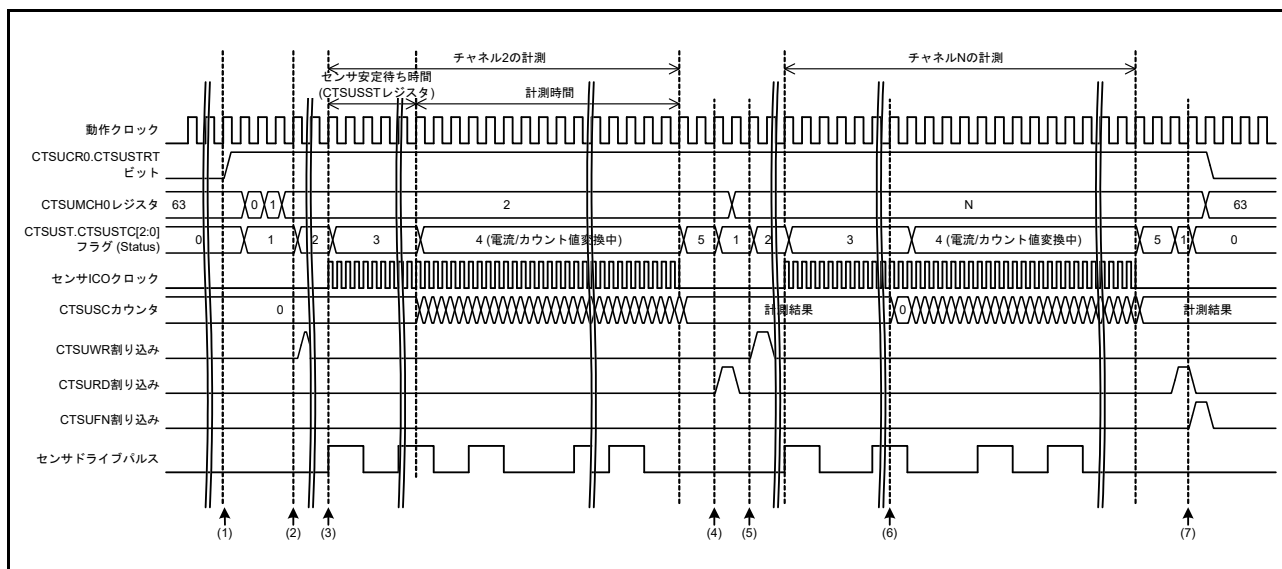 チャネル2の計測
チャネルNの計測
センサ安定待ち時間
(CTSUSSTレジスタ)
計測時間
動作クロック
CTSUCR0.CTSUSTRT
ビット
CTSUMCH0レジスタ
63
0
1
2
N
63
CTSUST.CTSUSTC[2:0]
フラグ (Status)
0
1
2
3
4 (電流/カウント値変換中)
5
1
2
3
4 (電流/カウント値変換中)
5
1
0
センサICOクロック
CTSUSCカウンタ
0
計測結果
0
計測結果
CTSUWR割り込み
CTSURD割り込み
CTSUFN割り込み
センサドライブパルス
(1)
(2)
(3)
(4)
(5)
(6)
(7)